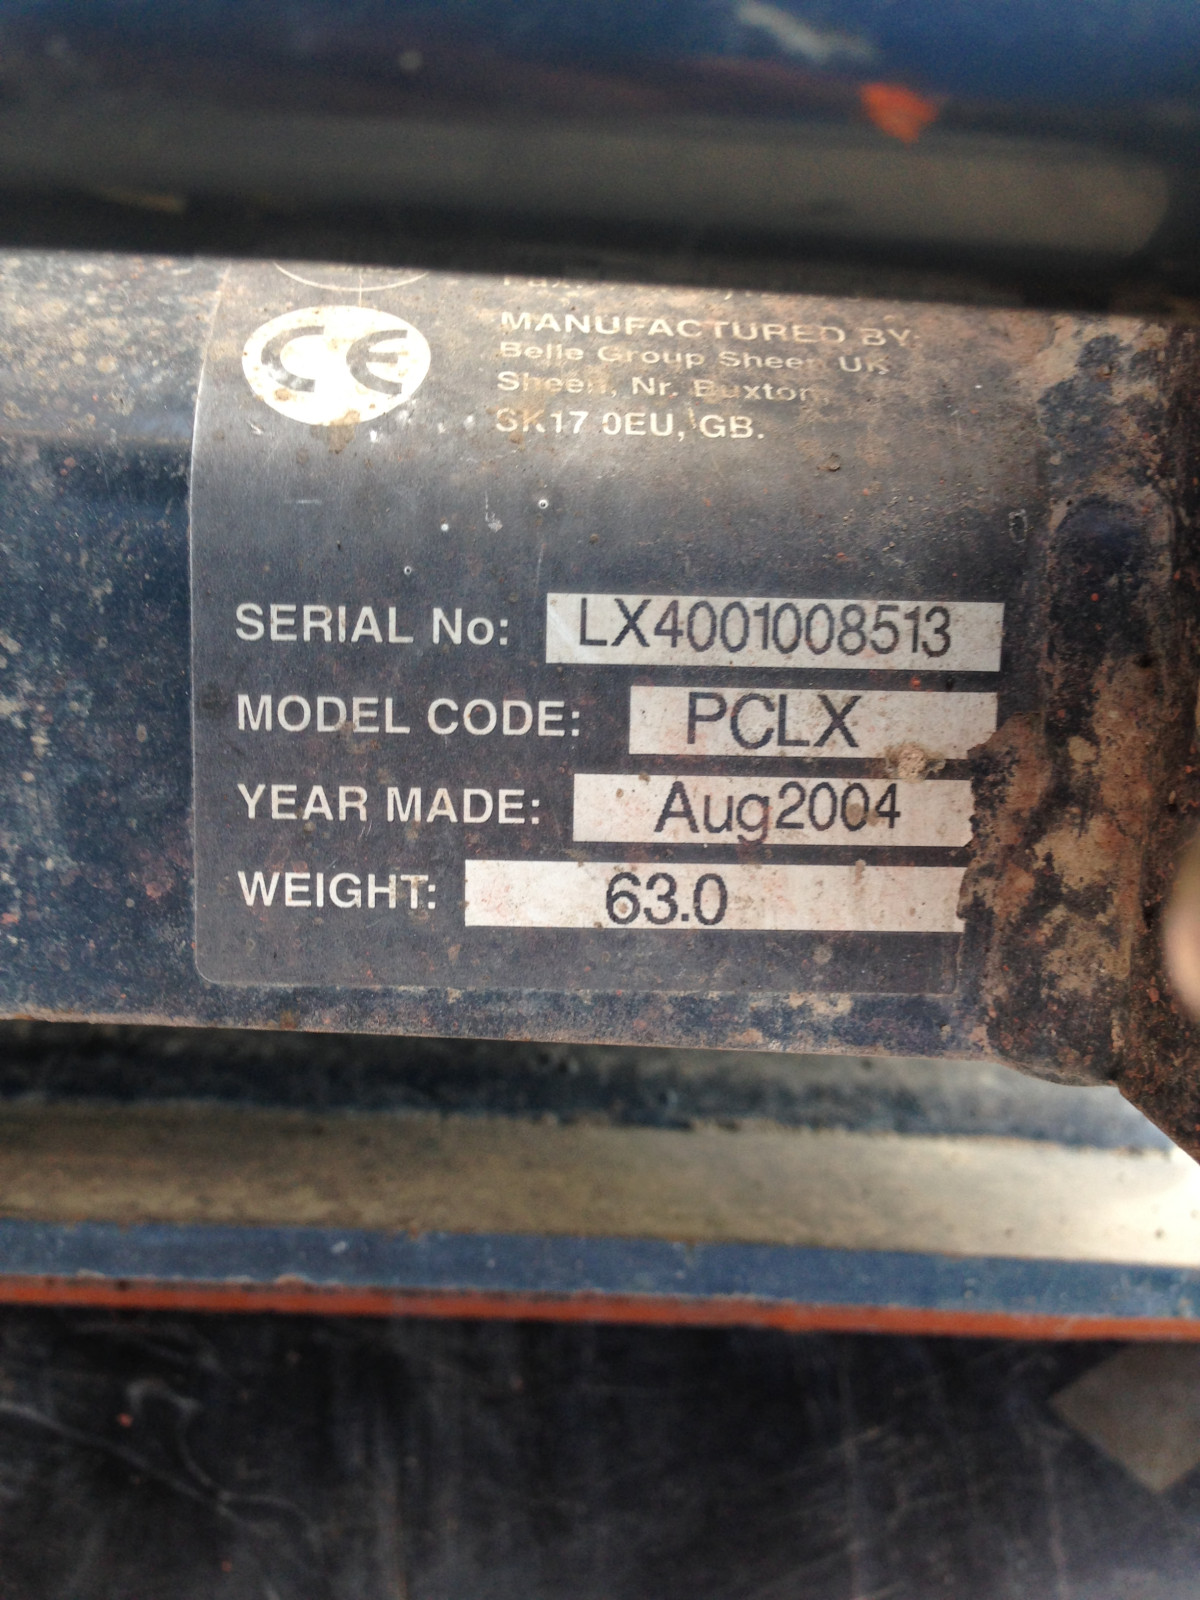 CE
MANUFACTURED BY:
Belle Group Sheen UK
Sheen, Nr. Buxton,
SK17 0EU, GB.
SERIAL No: LX4001008513
MODEL CODE: PCLX
YEAR MADE: Aug2004
WEIGHT: 63.0